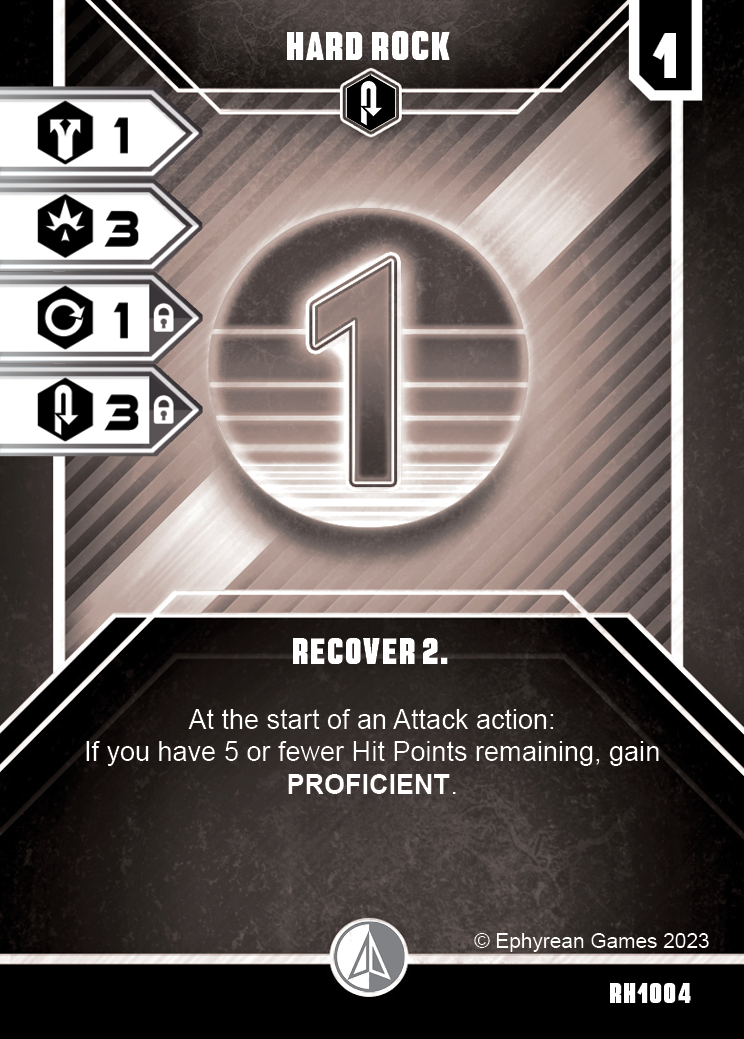 HARD ROCK
1
1
3
1
3
1
RECOVER 2.
At the start of an Attack action:
If you have 5 or fewer Hit Points remaining, gain
PROFICIENT.
© Ephyrean Games 2023
RH1004